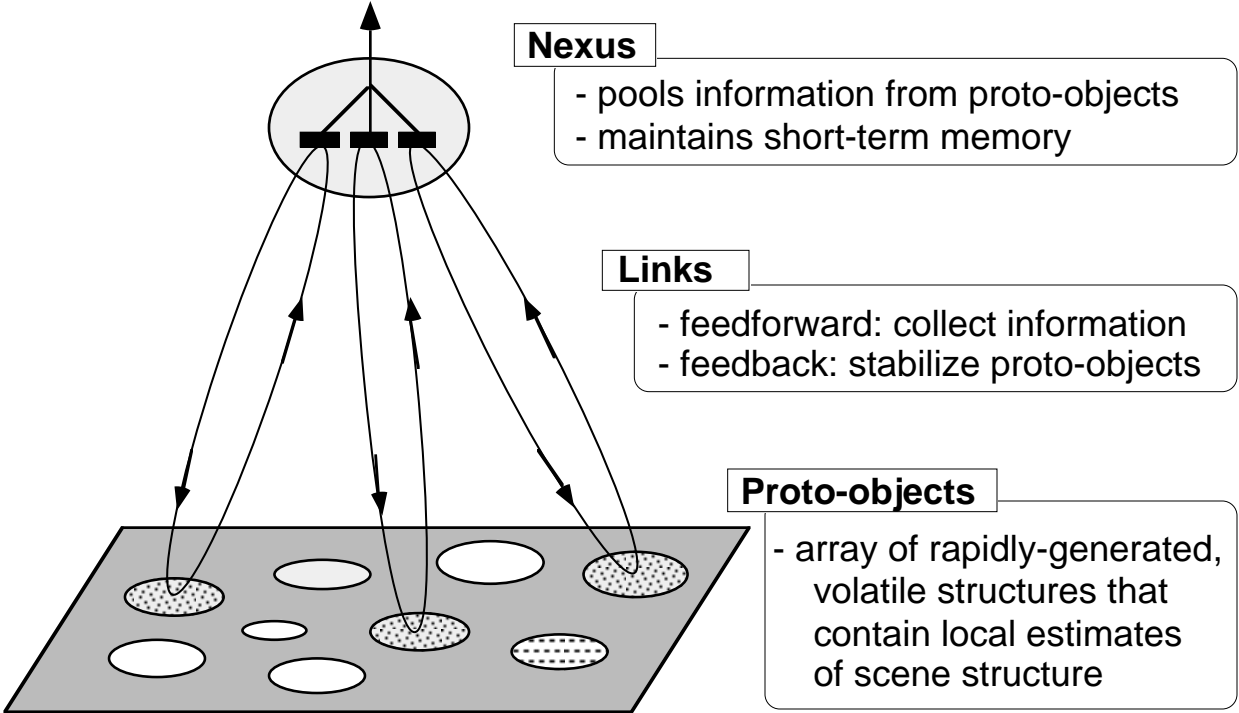 Nexus
- pools information from proto-objects
- maintains short-term memory
Links
- feedforward: collect information
- feedback: stabilize proto-objects
Proto-objects
- array of rapidly-generated,
volatile structures that
contain local estimates
of scene structure